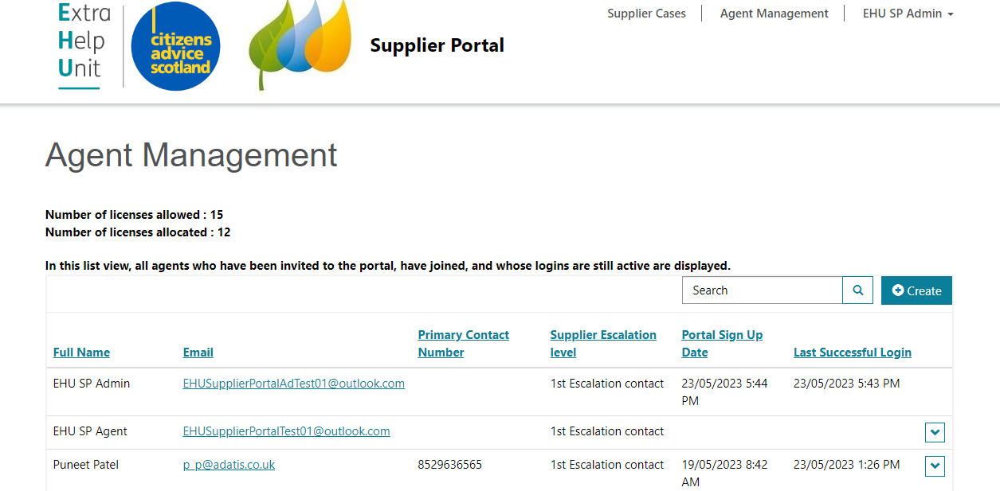 Extra
Help
Unit
citizens
advice
scotland
Supplier Portal
Supplier Cases
Agent Management
EHU SP Admin
Agent Management
Number of licenses allowed : 15
Number of licenses allocated : 12
In this list view, all agents who have been invited to the portal, have joined, and whose logins are still active are displayed.
Search
Create
Full Name Email Primary Contact Number Supplier Escalation level Portal Sign Up Date Last Successful Login
EHU SP Admin EHUSupplierPortalAdTest01@outlook.com 1st Escalation contact 23/05/2023 5:44 PM 23/05/2023 5:43 PM
EHU SP Agent EHUSupplierPortalTest01@outlook.com 1st Escalation contact
Puneet Patel p_p@adatis.co.uk 8529636565 1st Escalation contact 19/05/2023 8:42 AM 23/05/2023 1:26 PM